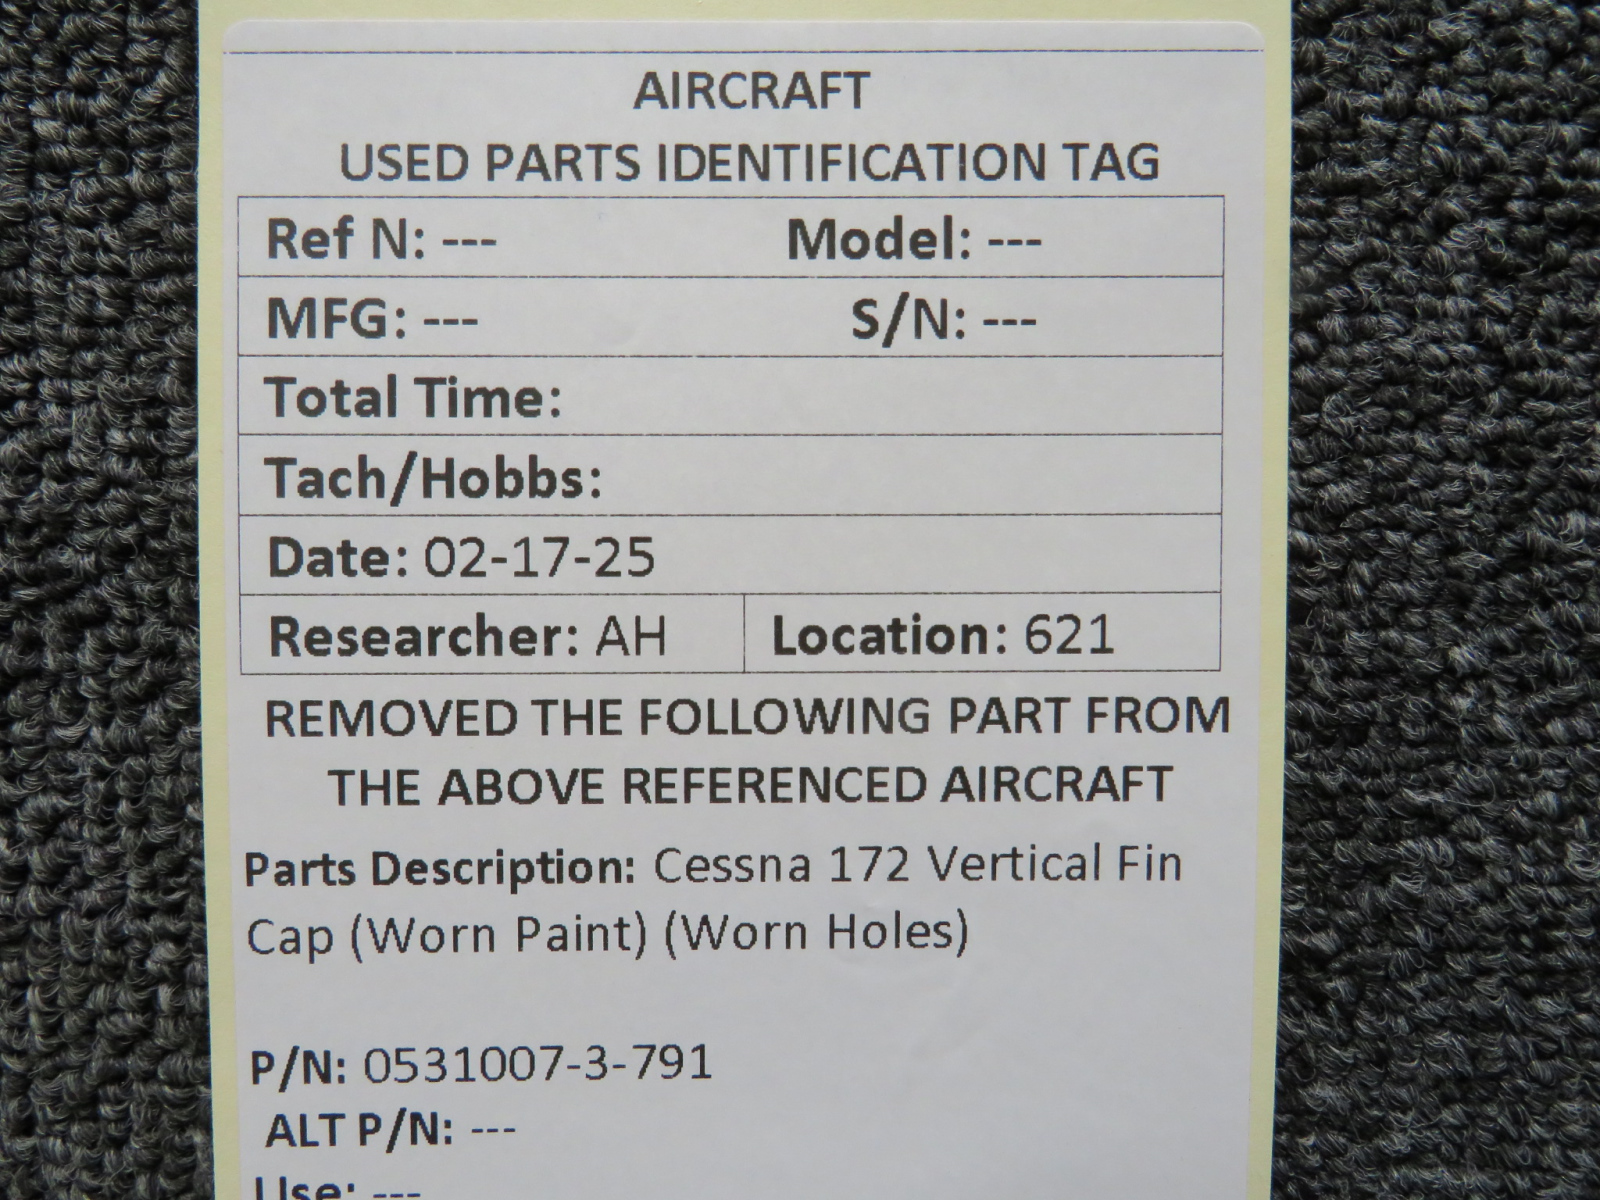 AIRCRAFT
USED PARTS IDENTIFICATION TAG
Ref N: --- Model: ---
MFG: --- S/N: ---
Total Time:
Tach/Hobbs:
Date: 02-17-25
Researcher: AH Location: 621
REMOVED THE FOLLOWING PART FROM
THE ABOVE REFERENCED AIRCRAFT
Parts Description: Cessna 172 Vertical Fin
Cap (Worn Paint) (Worn Holes)
P/N: 0531007-3-791
ALT P/N: ---
Use: ---